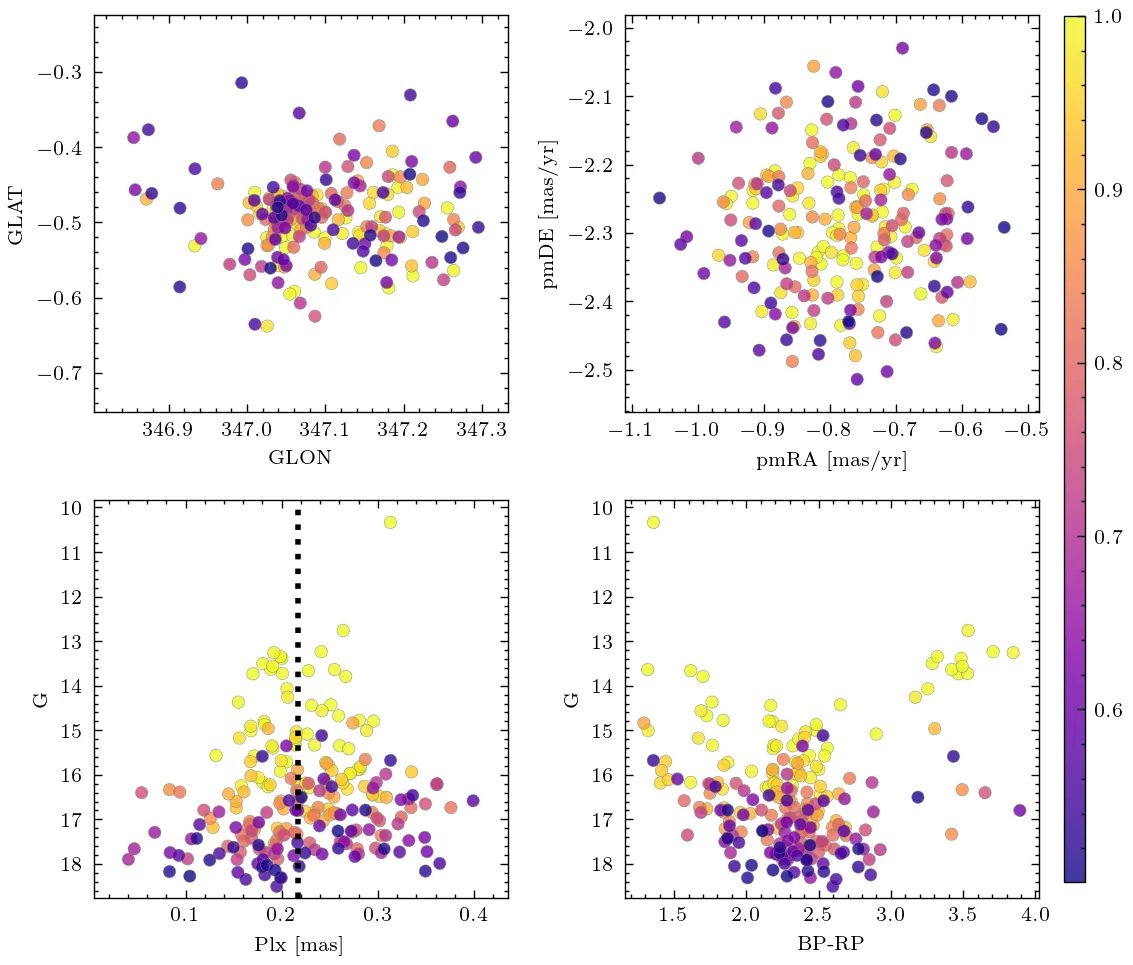 GLAT
−0.3
−0.4
−0.5
−0.6
−0.7
346.9 347.0 347.1 347.2 347.3
GLON
pmDE [mas/yr]
−2.0
−2.1
−2.2
−2.3
−2.4
−2.5
−1.1 −1.0 −0.9 −0.8 −0.7 −0.6 −0.5
pmRA [mas/yr]
G
10
11
12
13
14
15
16
17
18
0.1 0.2 0.3 0.4
Plx [mas]
G
10
11
12
13
14
15
16
17
18
1.5 2.0 2.5 3.0 3.5 4.0
BP-RP
1.0
0.9
0.8
0.7
0.6